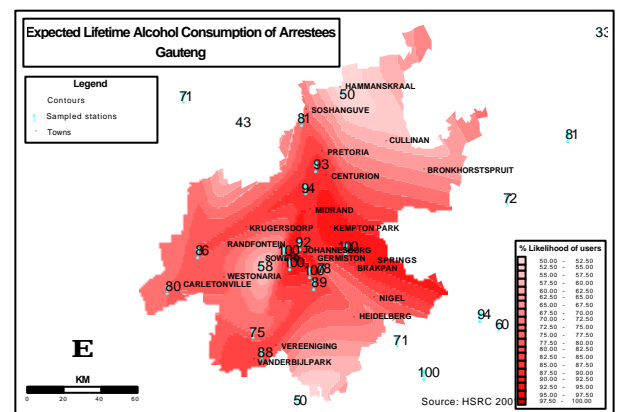 Expected Lifetime Alcohol Consumption of Arrestees
Gauteng
33
Legend
Contours
Sampled stations
Towns
71
43
50
HAMMANSKRAAL
SOSHANGUVE
81
81
CULLINAN
PRETORIA
93
CENTURION
BRONKHORSTSPRUIT
94
72
MIDRAND
KRUGERSDORP
KEMPTON PARK
86
RANDFONTEIN
92
100
JOHANNESBURG
100
SOWETO
GERMISTON
SPRINGS
58
100
100
78
BRAKPAN
WESTONARIA
80
CARLETONVILLE
89
NIGEL
HEIDELBERG
94
60
75
71
VEREENIGING
88
VANDERBIJLPARK
100
50
E
KM
0 20 40 60
% Likelihood of users
50.00 - 52.50
52.50 - 55.00
55.00 - 57.50
57.50 - 60.00
60.00 - 62.50
62.50 - 65.00
65.00 - 67.50
67.50 - 70.00
70.00 - 72.50
72.50 - 75.00
75.00 - 77.50
77.50 - 80.00
80.00 - 82.50
82.50 - 85.00
85.00 - 87.50
87.50 - 90.00
90.00 - 92.50
92.50 - 95.00
95.00 - 97.50
97.50 - 100.00
Source: HSRC 200